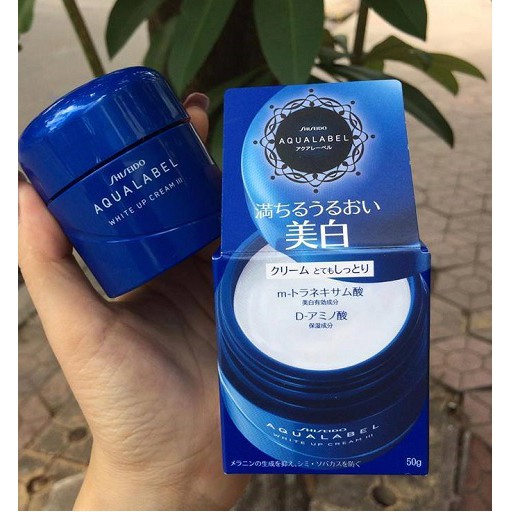 SHISEIDO
AQUALABEL
WHITE UP CREAM III
SHISEIDO
AQUALABEL
アクアレーベル
満ちるうるおい
美白
クリーム とてもしっとり
m-トラネキサム酸
美白有効成分
D-アミノ酸
保湿成分
SHISEIDO
AQUALABEL
WHITE UP CREAM III
メラニンの生成を抑え、シミ・ソバカスを防ぐ
50g